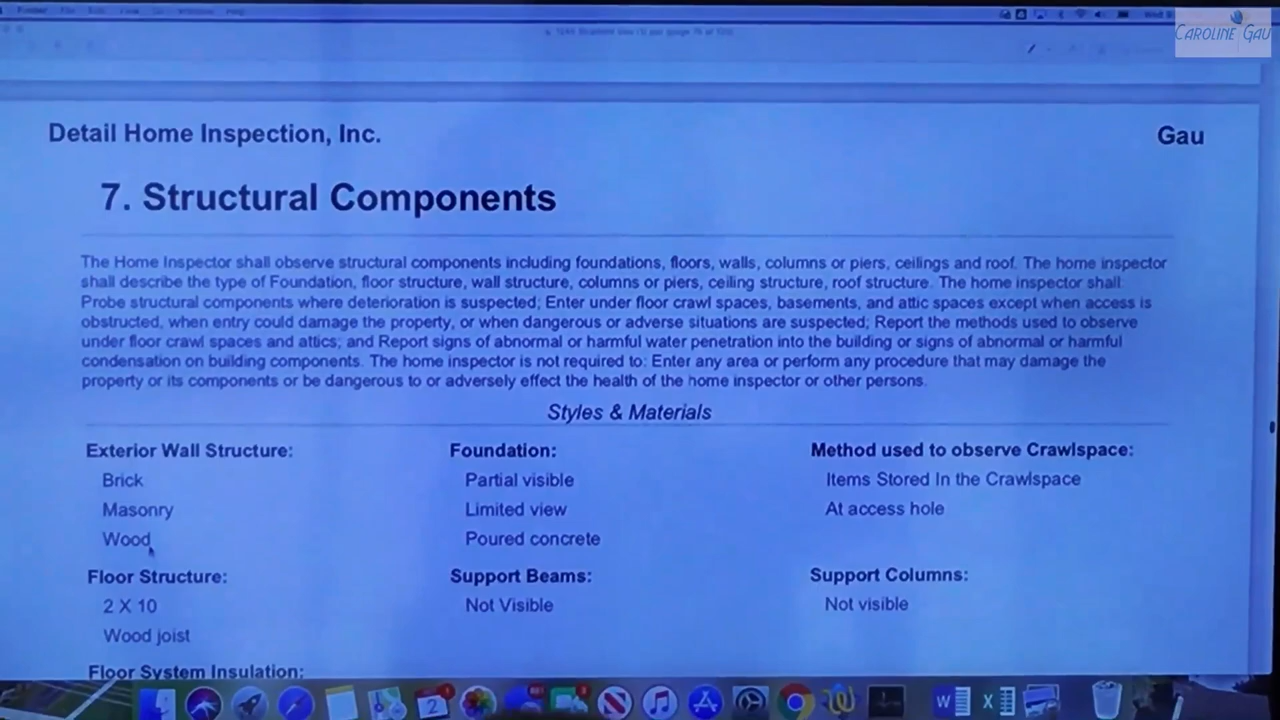 CAROLINE GAU
Detail Home Inspection, Inc.
Gau
7. Structural Components
The Home Inspector shall observe structural components including foundations, floors, walls, columns or piers, ceilings and roof. The home inspector
shall describe the type of Foundation, floor structure, wall structure, columns or piers, ceiling structure, roof structure. The home inspector shall
Probe structural components where deterioration is suspected; Enter under floor crawl spaces, basements, and attic spaces except when access is
obstructed, when entry could damage the property, or when dangerous or adverse situations are suspected; Report the methods used to observe
under floor crawl spaces and attics; and Report signs of abnormal or harmful water penetration into the building or signs of abnormal or harmful
condensation on building components. The home inspector is not required to: Enter any area or perform any procedure that may damage the
property or its components or be dangerous to or adversely effect the health of the home inspector or other persons.
Styles & Materials
Exterior Wall Structure:
Brick
Masonry
Wood
Foundation:
Partial visible
Limited view
Poured concrete
Method used to observe Crawlspace:
Items Stored In the Crawlspace
At access hole
Floor Structure:
2 X 10
Wood joist
Support Beams:
Not Visible
Support Columns:
Not visible
Floor System Insulation:
2
W
X